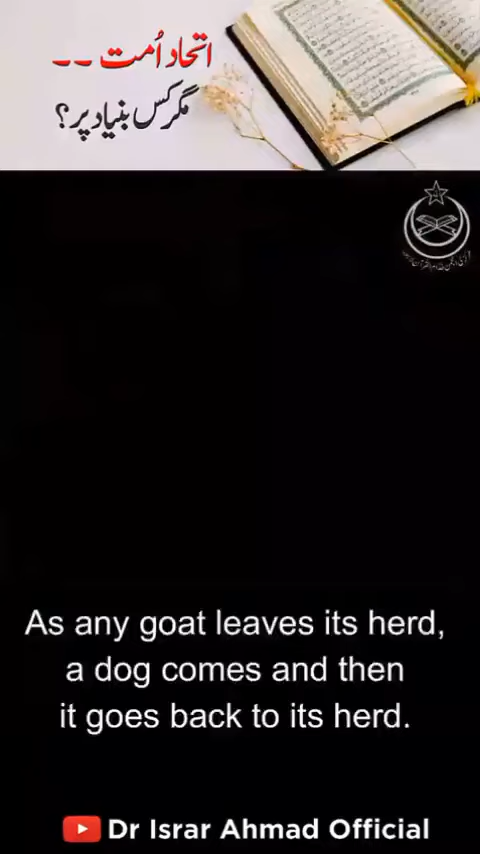 اتحادِ اُمت ۔۔
مگر کس بنیاد پر؟
As any goat leaves its herd,
a dog comes and then
it goes back to its herd.
Dr Israr Ahmad Official